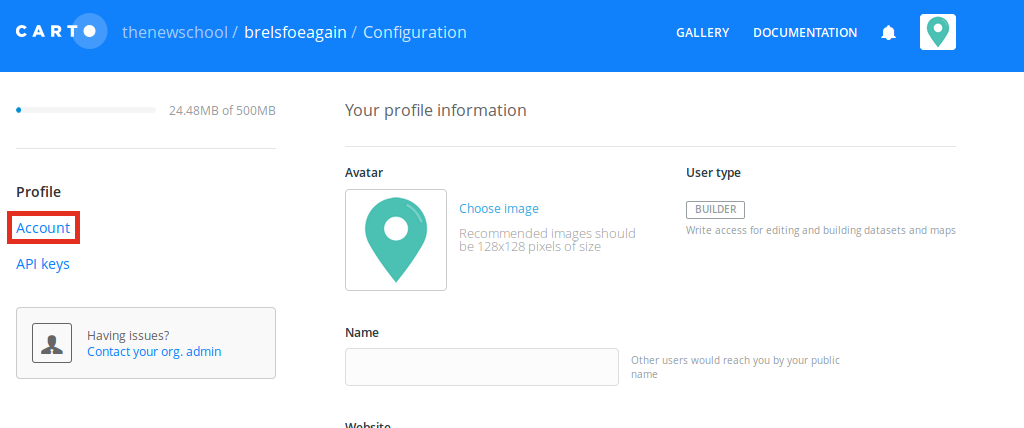 CARTO thenewschool / brelsfoeagain / Configuration GALLERY DOCUMENTATION
24.48MB of 500MB
Your profile information
Profile
Account
API keys
Having issues?
Contact your org. admin
Avatar
Choose image
Recommended images should
be 128x128 pixels of size
User type
BUILDER
Write access for editing and building datasets and maps
Name
Other users would reach you by your public
name
Website